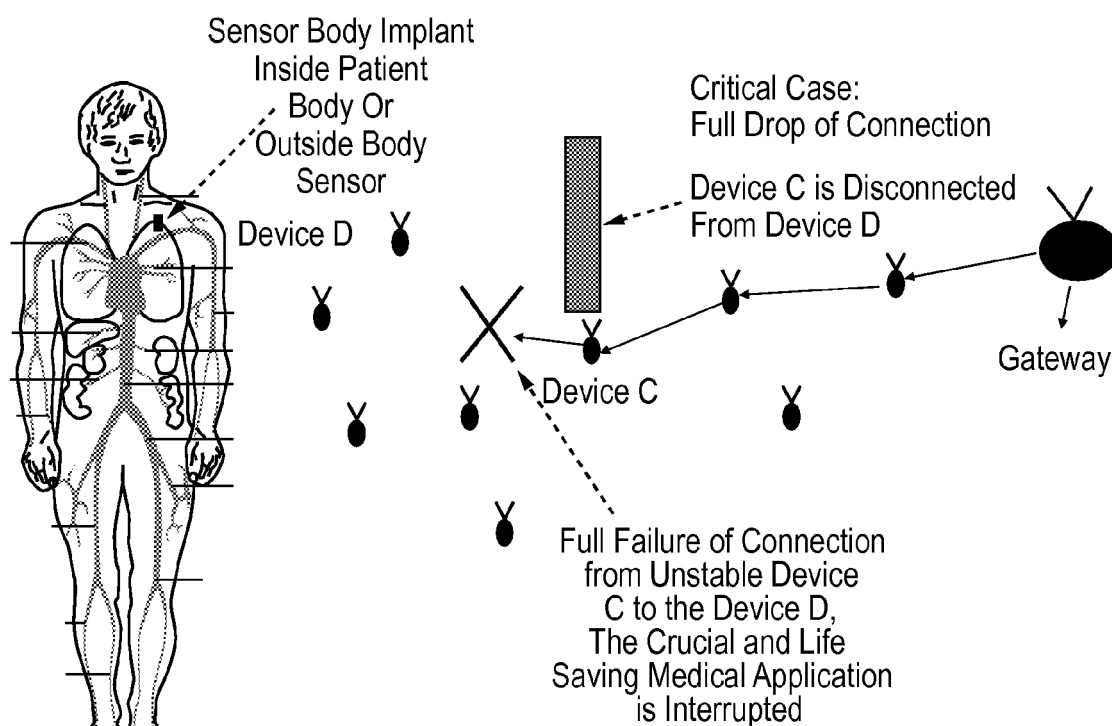 Sensor Body Implant
Inside Patient
Body Or
Outside Body
Sensor
Device D
Critical Case:
Full Drop of Connection
Device C is Disconnected
From Device D
Gateway
Device C
Full Failure of Connection
from Unstable Device
C to the Device D,
The Crucial and Life
Saving Medical Application
is Interrupted